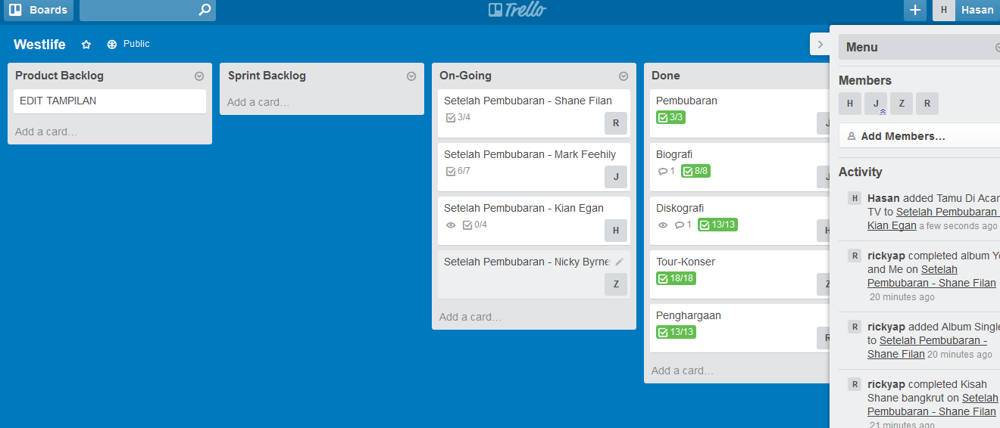 Boards
Trello
H Hasan
Westlife
Public
Product Backlog
EDIT TAMPILAN
Add a card…
Sprint Backlog
Add a card…
On-Going
Setelah Pembubaran - Shane Filan
3/4
R
Setelah Pembubaran - Mark Feehily
6/7
J
Setelah Pembubaran - Kian Egan
0/4
H
Setelah Pembubaran - Nicky Byrne
Z
Add a card…
Done
Pembubaran
3/3
J
Biografi
1 8/8
J
Diskografi
1 13/13
H
Tour-Konser
18/18
Z
Penghargaan
13/13
R
Add a card…
Menu
Members
H J Z R
Add Members…
Activity
H Hasan added Tamu Di Acar
TV to Setelah Pembubaran -
Kian Egan a few seconds ago
R rickyap completed album Yo
and Me on Setelah
Pembubaran - Shane Filan
20 minutes ago
R rickyap added Album Single
to Setelah Pembubaran -
Shane Filan 20 minutes ago
R rickyap completed Kisah
Shane bangkrut on Setelah
Pembubaran - Shane Filan
21 minutes ago